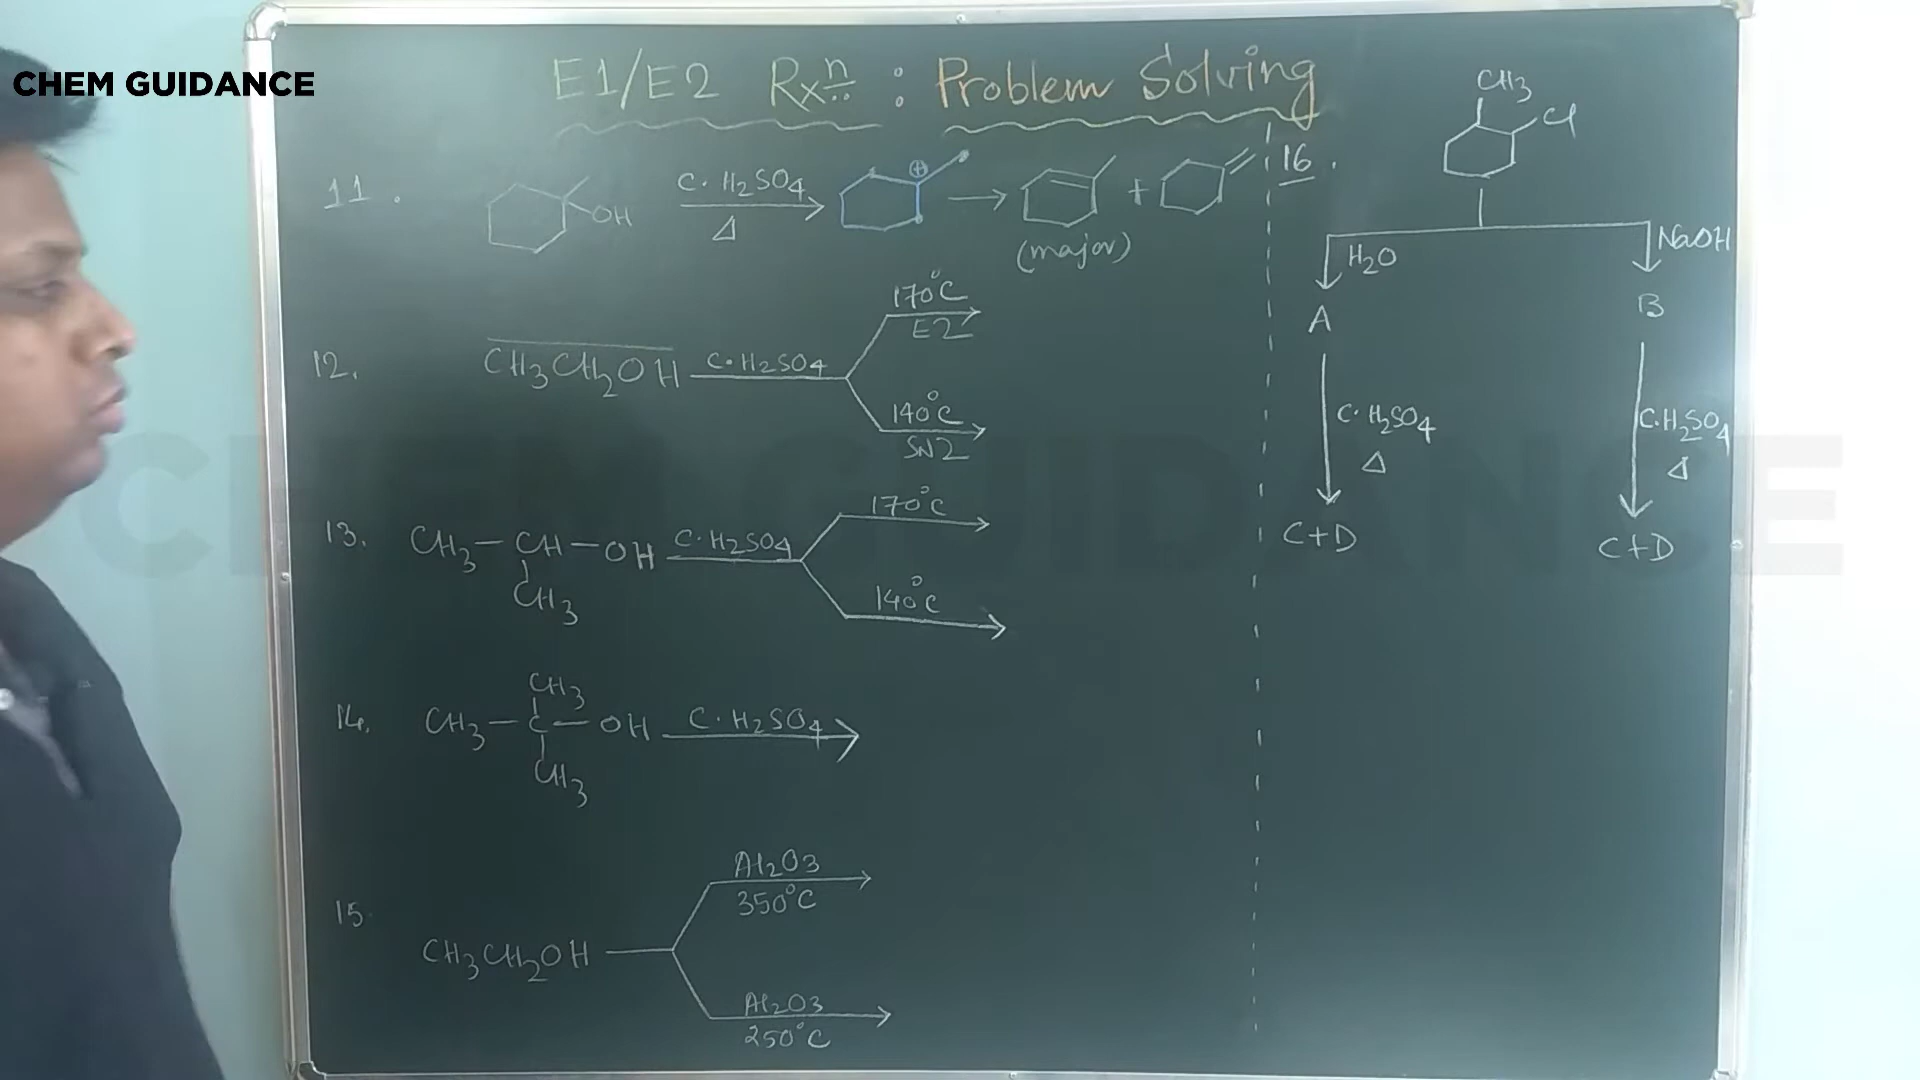 CHEM GUIDANCE
E1/E2 Rxⁿ : Problem Solving
11. OH C·H₂SO₄ Δ ⊕ → + (major)
12. CH₃CH₂OH C·H₂SO₄
170°C
E2
140°C
SN2
13. CH₃—CH—OH C·H₂SO₄
CH₃
170°C
140°C
14. CH₃—C—OH C·H₂SO₄
CH₃
CH₃
15. CH₃CH₂OH
Al₂O₃
350°C
Al₂O₃
250°C
16. CH₃
Cl
H₂O NaOH
A B
C·H₂SO₄ C·H₂SO₄
Δ Δ
C+D C+D
CHEM GUIDANCE